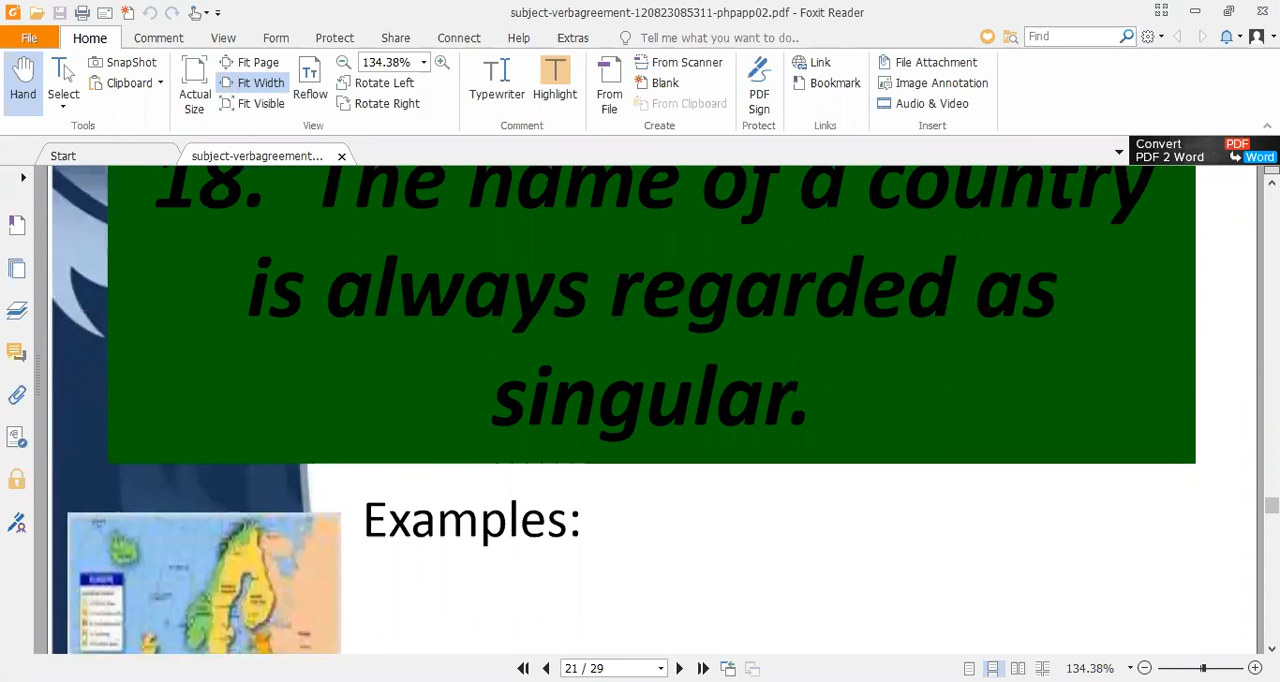 subject-verbagreement-120823085311-phpapp02.pdf - Foxit Reader
File Home Comment View Form Protect Share Connect Help Extras Tell me what you want to do.. Find
Hand
Select
SnapShot
Clipboard
Tools
Actual Size
Fit Page
Fit Width
Fit Visible
Reflow
134.38%
Rotate Left
Rotate Right
View
Typewriter
Highlight
Comment
From File
From Scanner
Blank
From Clipboard
Create
PDF Sign
Protect
Link
Bookmark
Links
File Attachment
Image Annotation
Audio & Video
Insert
Start
subject-verbagreement...
Convert PDF
PDF 2 Word Word
18. The name of a country
is always regarded as
singular.
Examples:
21 / 29
134.38%